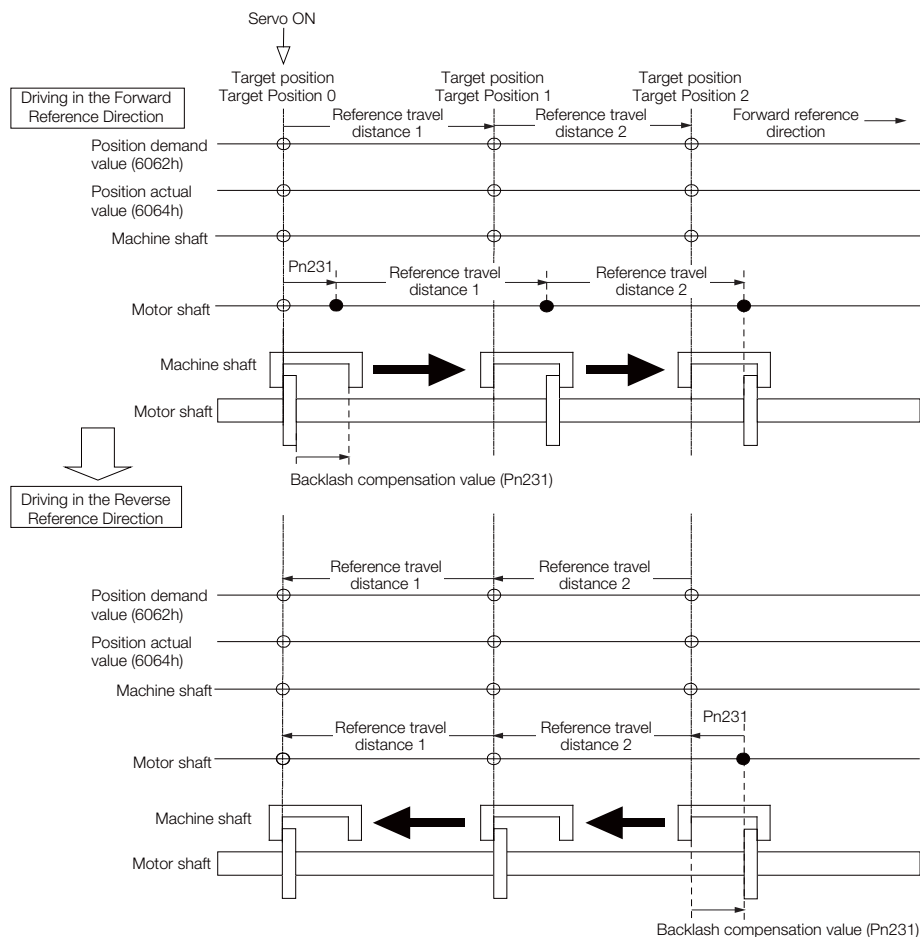 Servo ON
Target position
Target Position 0
Target position
Target Position 1
Target position
Target Position 2
Driving in the Forward
Reference Direction
Reference travel
distance 1
Reference travel
distance 2
Forward reference
direction
Position demand
value (6062h)
Position actual
value (6064h)
Machine shaft
Pn231
Reference travel
distance 1
Reference travel
distance 2
Motor shaft
Machine shaft
Motor shaft
Backlash compensation value (Pn231)
Driving in the Reverse
Reference Direction
Reference travel
distance 1
Reference travel
distance 2
Position demand
value (6062h)
Position actual
value (6064h)
Machine shaft
Reference travel
distance 1
Reference travel
distance 2
Pn231
Motor shaft
Machine shaft
Motor shaft
Backlash compensation value (Pn231)